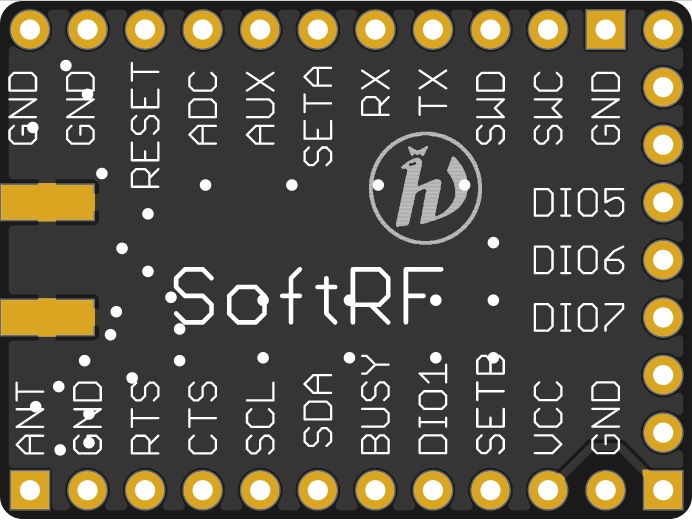 GND GND RESET ADC AUX SETA RX TX SWD SWC GND
DIO5
DIO6
SoftRF
DIO7
ANT GND RTS CTS SCL SDA BUSY DIO1 SETB VCC GND